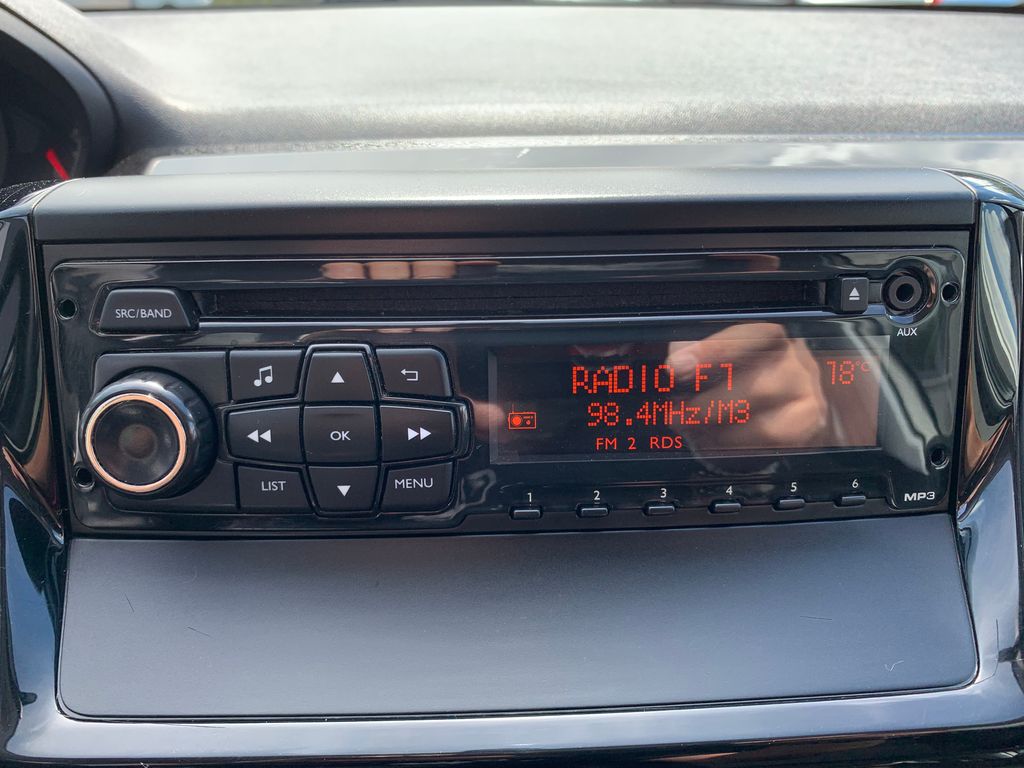 SRC/BAND
AUX
RADIO F7 18°C
98.4MHz/M3
FM 2 RDS
OK
LIST
MENU
1 2 3 4 5 6
MP3